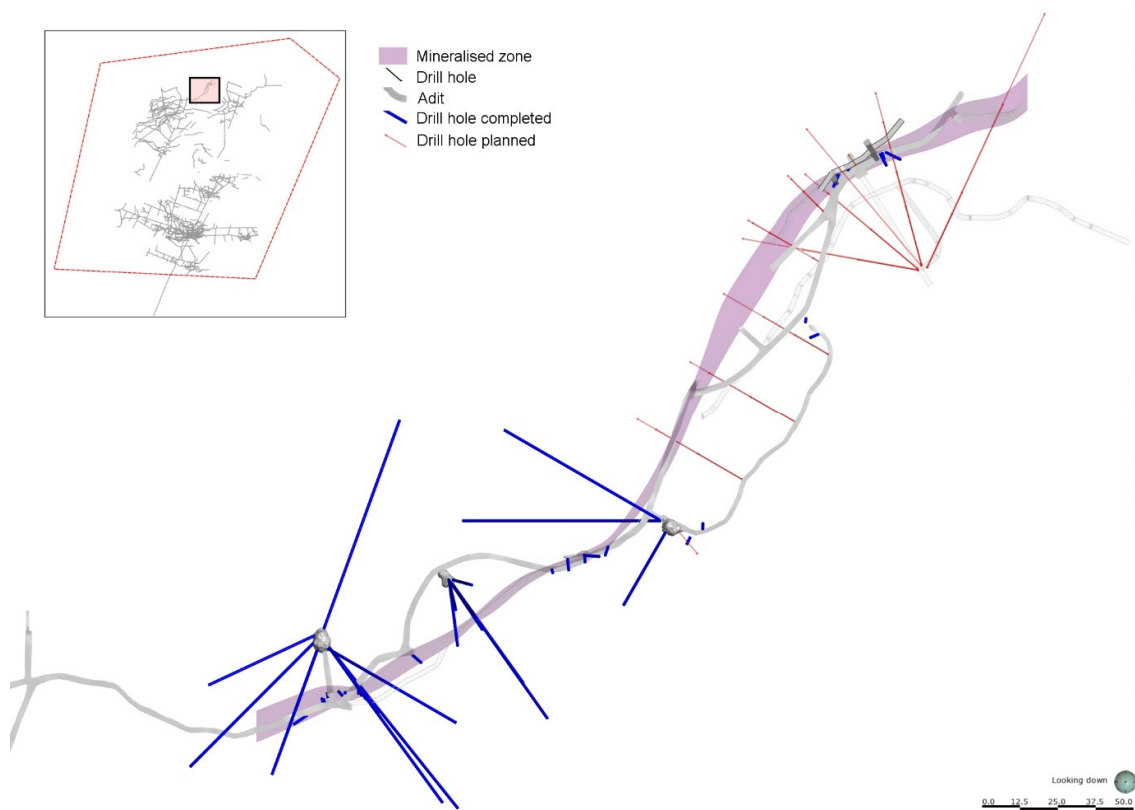 Mineralised zone
Drill hole
Adit
Drill hole completed
Drill hole planned
Looking down
0.0 12.5 25.0 37.5 50.0